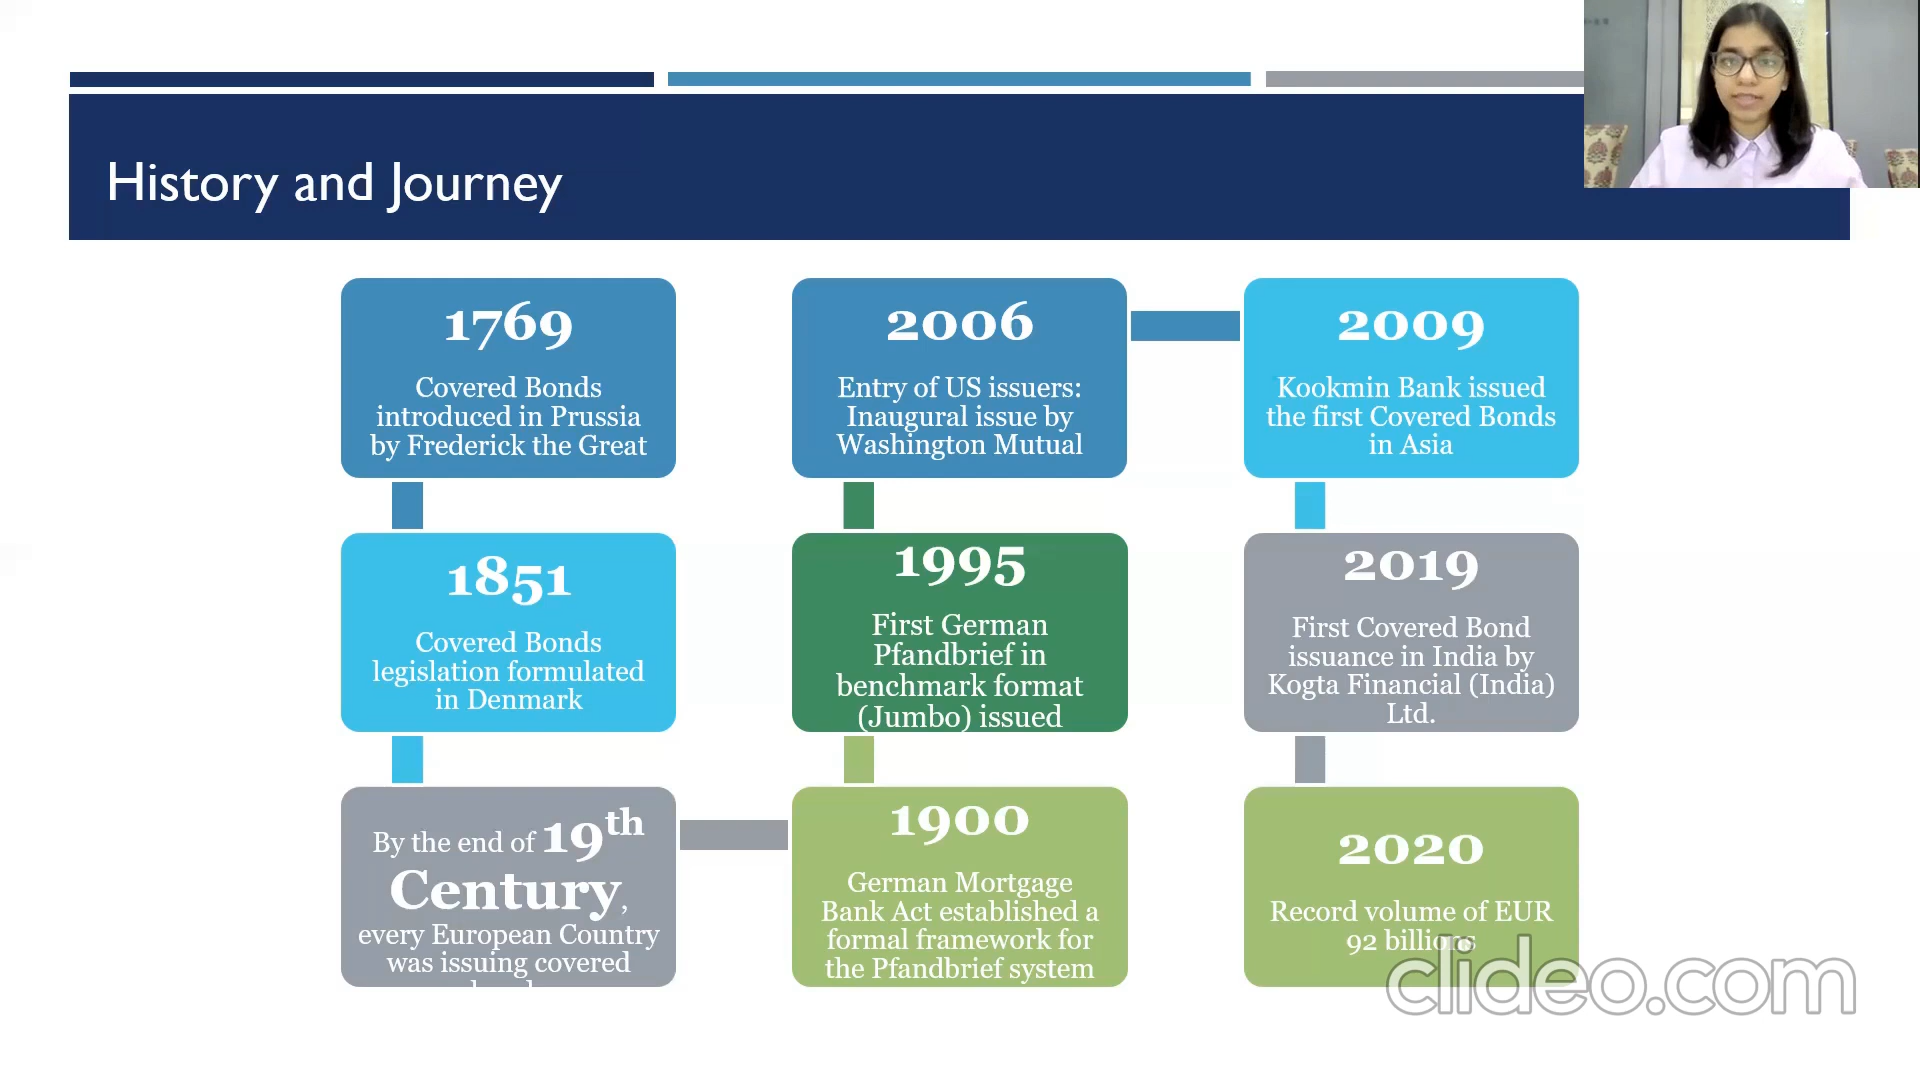 History and Journey
1769
Covered Bonds
introduced in Prussia
by Frederick the Great
1851
Covered Bonds
legislation formulated
in Denmark
By the end of 19th
Century,
every European Country
was issuing covered
1900
German Mortgage
Bank Act established a
formal framework for
the Pfandbrief system
1995
First German
Pfandbrief in
benchmark format
(Jumbo) issued
2006
Entry of US issuers:
Inaugural issue by
Washington Mutual
2009
Kookmin Bank issued
the first Covered Bonds
in Asia
2019
First Covered Bond
issuance in India by
Kogta Financial (India)
Ltd.
2020
Record volume of EUR
92 billions
clideo.com